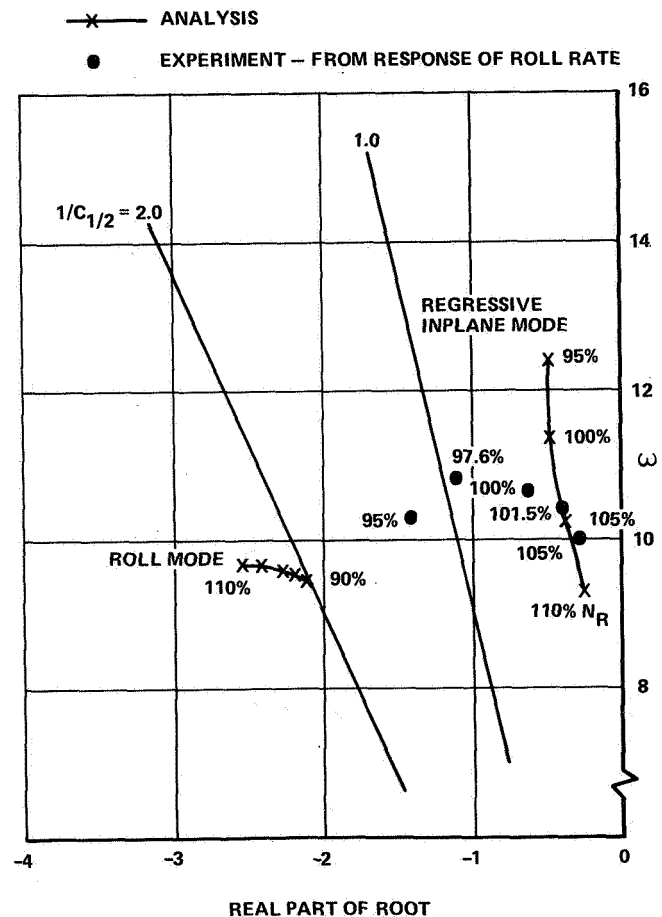 ANALYSIS
EXPERIMENT – FROM RESPONSE OF ROLL RATE
16
1.0
1/C1/2 = 2.0
14
REGRESSIVE
INPLANE MODE
95%
12
100%
97.6%
100%
ω
95%
101.5%
105%
105%
10
ROLL MODE
110%
90%
110% NR
8
-4
-3
-2
-1
0
REAL PART OF ROOT